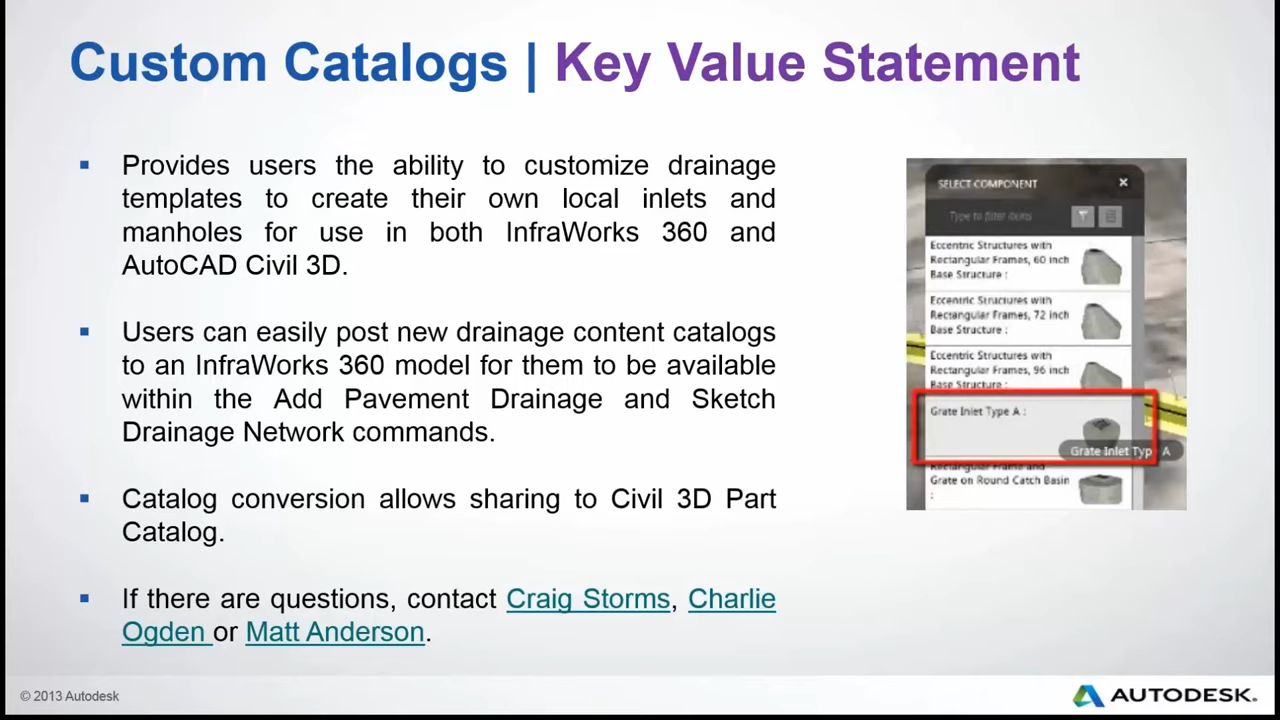 Custom Catalogs | Key Value Statement
▪ Provides users the ability to customize drainage
templates to create their own local inlets and
manholes for use in both InfraWorks 360 and
AutoCAD Civil 3D.
▪ Users can easily post new drainage content catalogs
to an InfraWorks 360 model for them to be available
within the Add Pavement Drainage and Sketch
Drainage Network commands.
▪ Catalog conversion allows sharing to Civil 3D Part
Catalog.
▪ If there are questions, contact Craig Storms, Charlie
Ogden or Matt Anderson.
SELECT COMPONENT
Type to filter items
Eccentric Structures with
Rectangular Frames, 60 inch
Base Structure :
Eccentric Structures with
Rectangular Frames, 72 inch
Base Structure :
Eccentric Structures with
Rectangular Frames, 96 inch
Base Structure :
Grate Inlet Type A :
Grate Inlet Type A
Rectangular Frame and
Grate on Round Catch Basin
:
© 2013 Autodesk
AUTODESK.